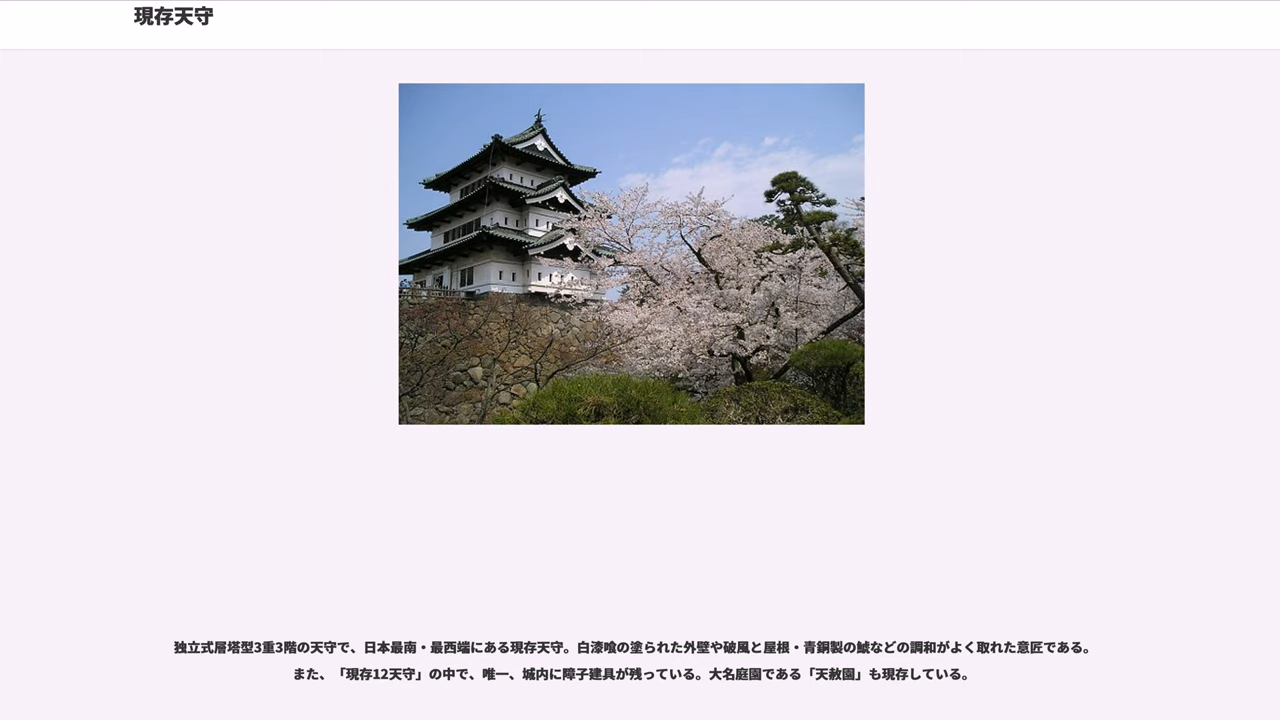 現存天守
独立式層塔型3重3階の天守で、日本最南・最西端にある現存天守。白漆喰の塗られた外壁や破風と屋根・青銅製の鯱などの調和がよく取れた意匠である。
また、「現存12天守」の中で、唯一、城内に障子建具が残っている。大名庭園である「天赦園」も現存している。